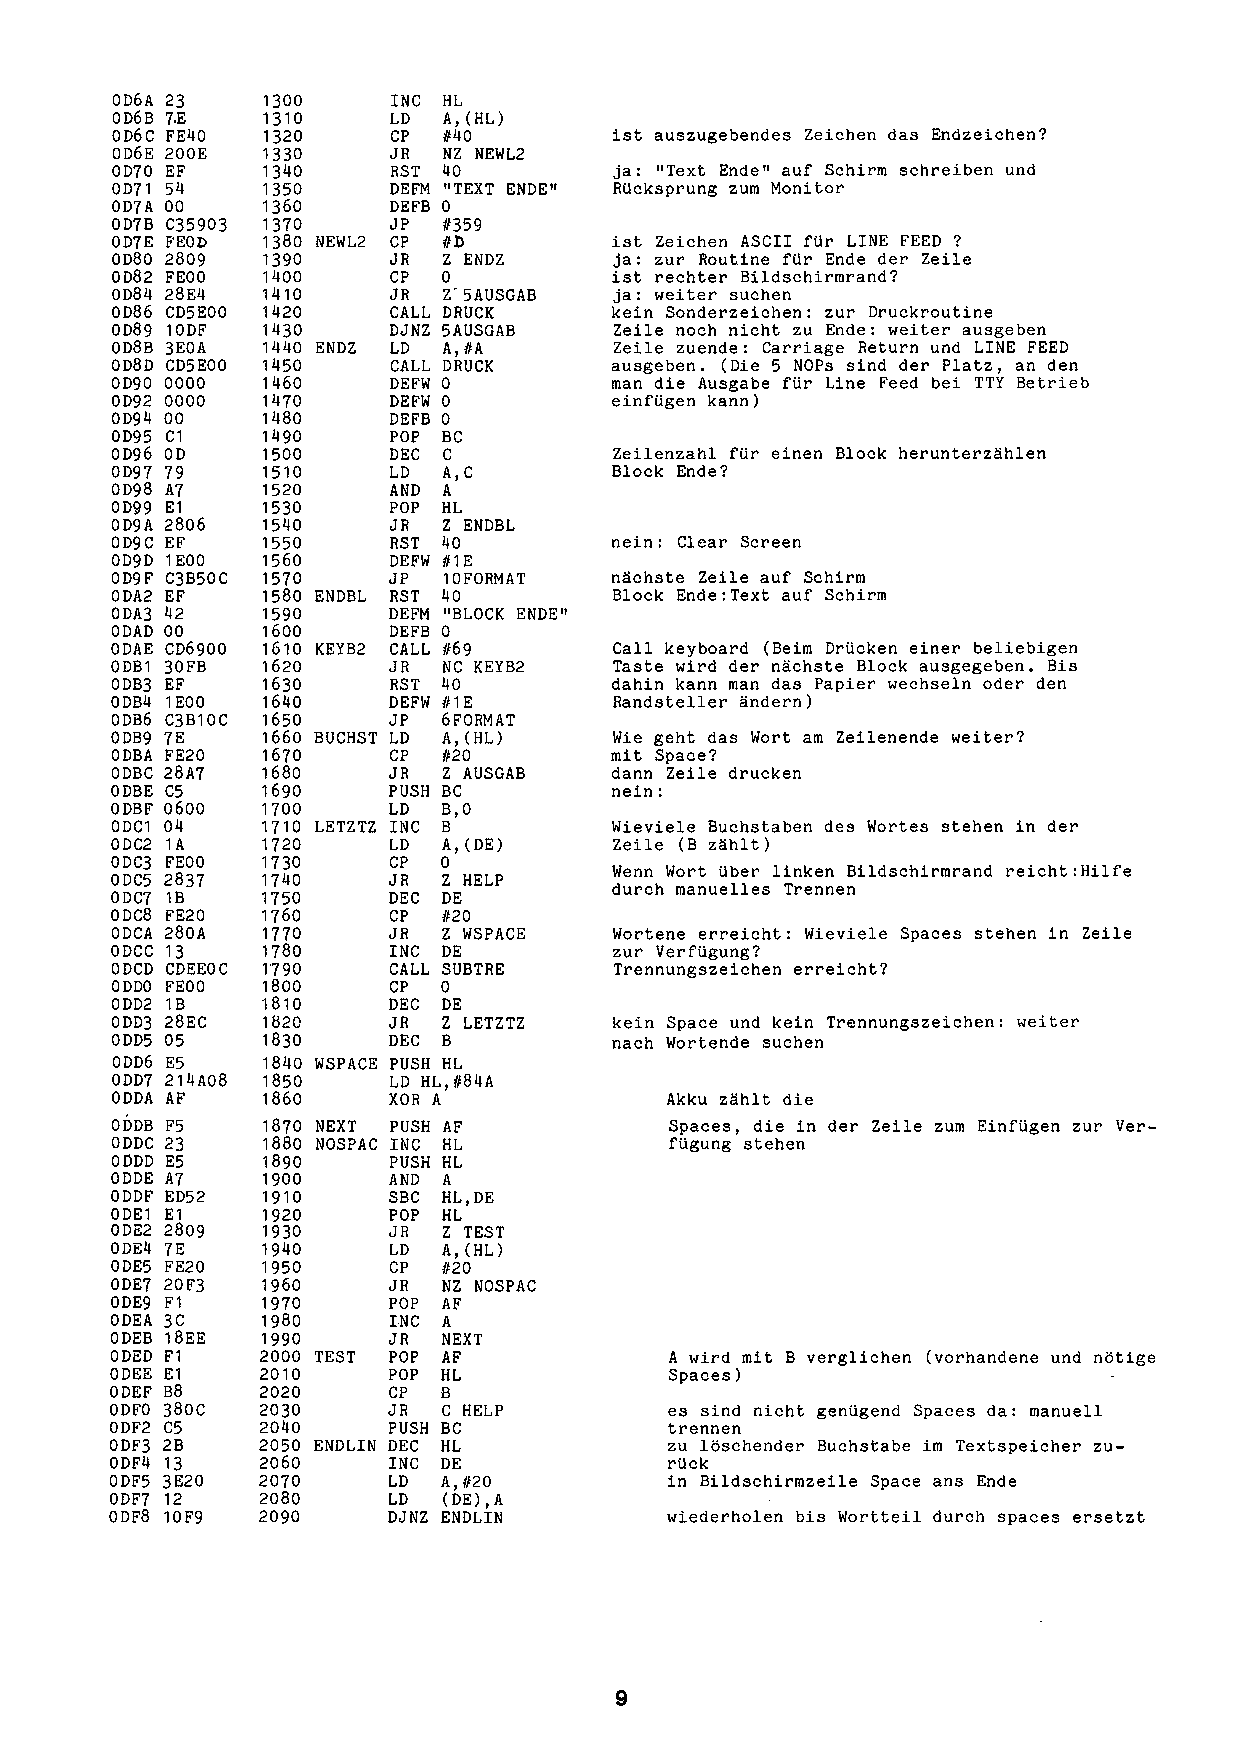 0D6A 23 1300 INC HL
0D6B 7E 1310 LD A,(HL)
0D6C FE40 1320 CP #40 ist auszugebendes Zeichen das Endzeichen?
0D6E 200E 1330 JR NZ NEWL2
0D70 EF 1340 RST 40 ja: "Text Ende" auf Schirm schreiben und
0D71 54 1350 DEFM "TEXT ENDE" Rücksprung zum Monitor
0D7A 00 1360 DEFB 0
0D7B C35903 1370 JP #359
0D7E FE0D 1380 NEWL2 CP #D ist Zeichen ASCII für LINE FEED ?
0D80 2809 1390 JR Z ENDZ ja: zur Routine für Ende der Zeile
0D82 FE00 1400 CP 0 ist rechter Bildschirmrand?
0D84 28E4 1410 JR Z 5AUSGAB ja: weiter suchen
0D86 CD5E00 1420 CALL DRUCK kein Sonderzeichen: zur Druckroutine
0D89 10DF 1430 DJNZ 5AUSGAB Zeile noch nicht zu Ende: weiter ausgeben
0D8B 3E0A 1440 ENDZ LD A,#A Zeile zuende: Carriage Return und LINE FEED
0D8D CD5E00 1450 CALL DRUCK ausgeben. (Die 5 NOPs sind der Platz, an den
0D90 0000 1460 DEFW 0 man die Ausgabe für Line Feed bei TTY Betrieb
0D92 0000 1470 DEFW 0 einfügen kann)
0D94 00 1480 DEFB 0
0D95 C1 1490 POP BC
0D96 0D 1500 DEC C Zeilenzahl für einen Block herunterzählen
0D97 79 1510 LD A,C Block Ende?
0D98 A7 1520 AND A
0D99 E1 1530 POP HL
0D9A 2806 1540 JR Z ENDBL
0D9C EF 1550 RST 40 nein: Clear Screen
0D9D 1E00 1560 DEFW #1E
0D9F C3B50C 1570 JP 10FORMAT nächste Zeile auf Schirm
0DA2 EF 1580 ENDBL RST 40 Block Ende:Text auf Schirm
0DA3 42 1590 DEFM "BLOCK ENDE"
0DAD 00 1600 DEFB 0
0DAE CD6900 1610 KEYB2 CALL #69 Call keyboard (Beim Drücken einer beliebigen
0DB1 30FB 1620 JR NC KEYB2 Taste wird der nächste Block ausgegeben. Bis
0DB3 EF 1630 RST 40 dahin kann man das Papier wechseln oder den
0DB4 1E00 1640 DEFW #1E Randsteller ändern)
0DB6 C3B10C 1650 JP 6FORMAT
0DB9 7E 1660 BUCHST LD A,(HL) Wie geht das Wort am Zeilenende weiter?
0DBA FE20 1670 CP #20 mit Space?
0DBC 28A7 1680 JR Z AUSGAB dann Zeile drucken
0DBE C5 1690 PUSH BC nein:
0DBF 0600 1700 LD B,0
0DC1 04 1710 LETZTZ INC B Wieviele Buchstaben des Wortes stehen in der
0DC2 1A 1720 LD A,(DE) Zeile (B zählt)
0DC3 FE00 1730 CP 0
0DC5 2837 1740 JR Z HELP Wenn Wort über linken Bildschirmrand reicht:Hilfe
0DC7 1B 1750 DEC DE durch manuelles Trennen
0DC8 FE20 1760 CP #20
0DCA 280A 1770 JR Z WSPACE Wortene erreicht: Wieviele Spaces stehen in Zeile
0DCC 13 1780 INC DE zur Verfügung?
0DCD CDEE0C 1790 CALL SUBTRE Trennungszeichen erreicht?
0DD0 FE00 1800 CP 0
0DD2 1B 1810 DEC DE
0DD3 28EC 1820 JR Z LETZTZ kein Space und kein Trennungszeichen: weiter
0DD5 05 1830 DEC B nach Wortende suchen
0DD6 E5 1840 WSPACE PUSH HL
0DD7 214A08 1850 LD HL,#84A
0DDA AF 1860 XOR A Akku zählt die
0DDB F5 1870 NEXT PUSH AF Spaces, die in der Zeile zum Einfügen zur Ver-
0DDC 23 1880 NOSPAC INC HL fügung stehen
0DDD E5 1890 PUSH HL
0DDE A7 1900 AND A
0DDF ED52 1910 SBC HL,DE
0DE1 E1 1920 POP HL
0DE2 2809 1930 JR Z TEST
0DE4 7E 1940 LD A,(HL)
0DE5 FE20 1950 CP #20
0DE7 20F3 1960 JR NZ NOSPAC
0DE9 F1 1970 POP AF
0DEA 3C 1980 INC A
0DEB 18EE 1990 JR NEXT
0DED F1 2000 TEST POP AF A wird mit B verglichen (vorhandene und nötige
0DEE E1 2010 POP HL Spaces)
0DEF B8 2020 CP B
0DF0 380C 2030 JR C HELP es sind nicht genügend Spaces da: manuell
0DF2 C5 2040 PUSH BC trennen
0DF3 2B 2050 ENDLIN DEC HL zu löschender Buchstabe im Textspeicher zu-
0DF4 13 2060 INC DE rück
0DF5 3E20 2070 LD A,#20 in Bildschirmzeile Space ans Ende
0DF7 12 2080 LD (DE),A
0DF8 10F9 2090 DJNZ ENDLIN wiederholen bis Wortteil durch spaces ersetzt
9